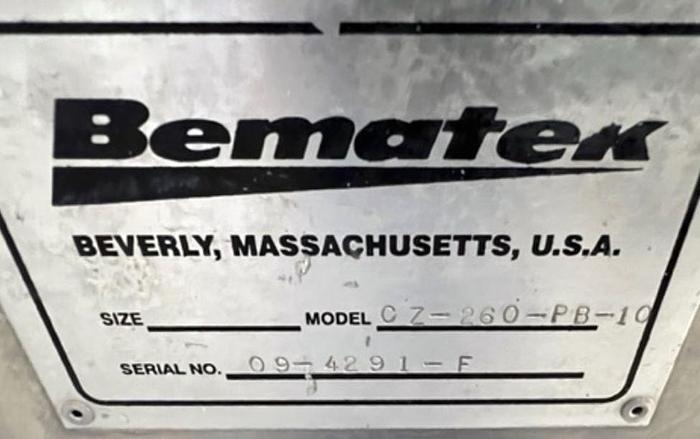 Bematek
BEVERLY, MASSACHUSETTS, U.S.A.
SIZE MODEL CZ-260-PB-10
SERIAL NO. 09-4291-F